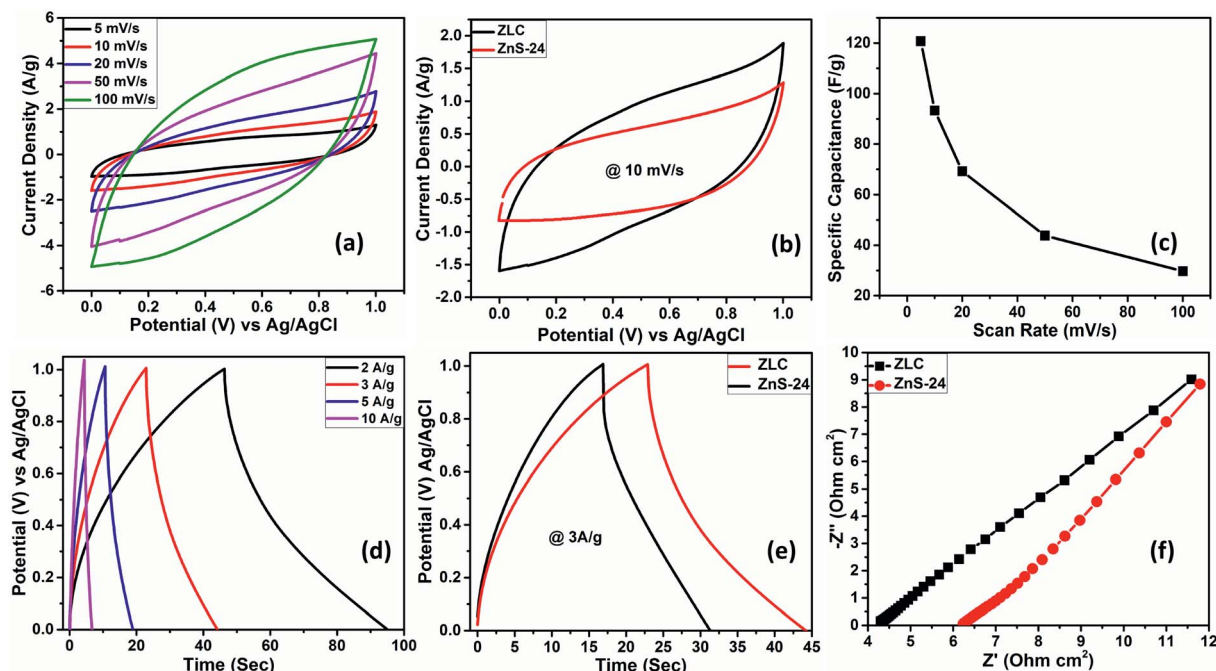 5 mV/s
10 mV/s
20 mV/s
50 mV/s
100 mV/s
6
4
2
0
-2
-4
-6
Current Density (A/g)
(a)
0.0 0.2 0.4 0.6 0.8 1.0
Potential (V) vs Ag/AgCl
ZLC
ZnS-24
2.0
1.5
1.0
0.5
0.0
-0.5
-1.0
-1.5
-2.0
Current Density (A/g)
@ 10 mV/s
(b)
0.0 0.2 0.4 0.6 0.8 1.0
Potential (V) vs Ag/AgCl
120
100
80
60
40
20
Specific Capacitance (F/g)
(c)
20 40 60 80 100
Scan Rate (mV/s)
2 A/g
3 A/g
5 A/g
10 A/g
1.0
0.8
0.6
0.4
0.2
0.0
Potential (V) vs Ag/AgCl
(d)
0 20 40 60 80 100
Time (Sec)
ZLC
ZnS-24
1.0
0.8
0.6
0.4
0.2
0.0
Potential (V) Ag/AgCl
@ 3A/g
(e)
0 5 10 15 20 25 30 35 40 45
Time (Sec)
ZLC
ZnS-24
10
9
8
7
6
5
4
3
2
1
0
-Z'' (Ohm cm²)
(f)
4 5 6 7 8 9 10 11 12
Z' (Ohm cm²)